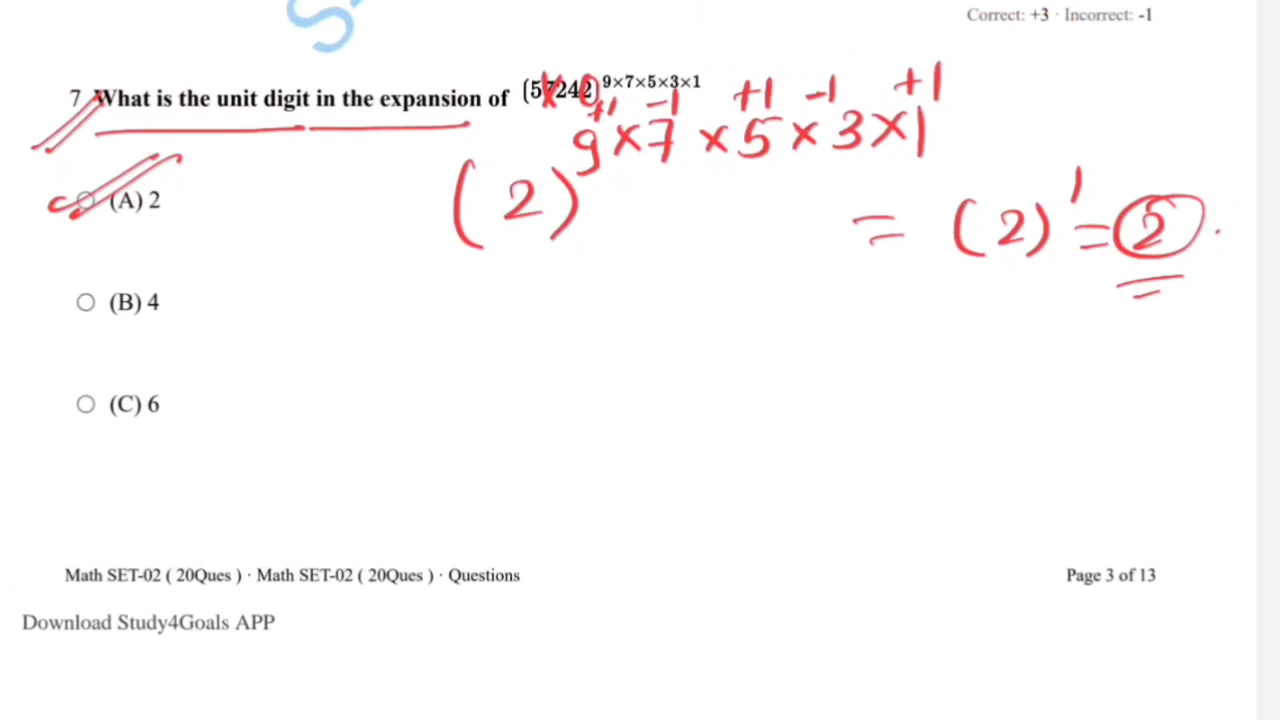 S
Correct: +3 · Incorrect: -1
7 What is the unit digit in the expansion of (57242)^9×7×5×3×1
+1 -1 +1 -1 +1
(2)^9×7×5×3×1 = (2)^1 = 2
(A) 2
(B) 4
(C) 6
Math SET-02 ( 20Ques ) · Math SET-02 ( 20Ques ) · Questions
Page 3 of 13
Download Study4Goals APP